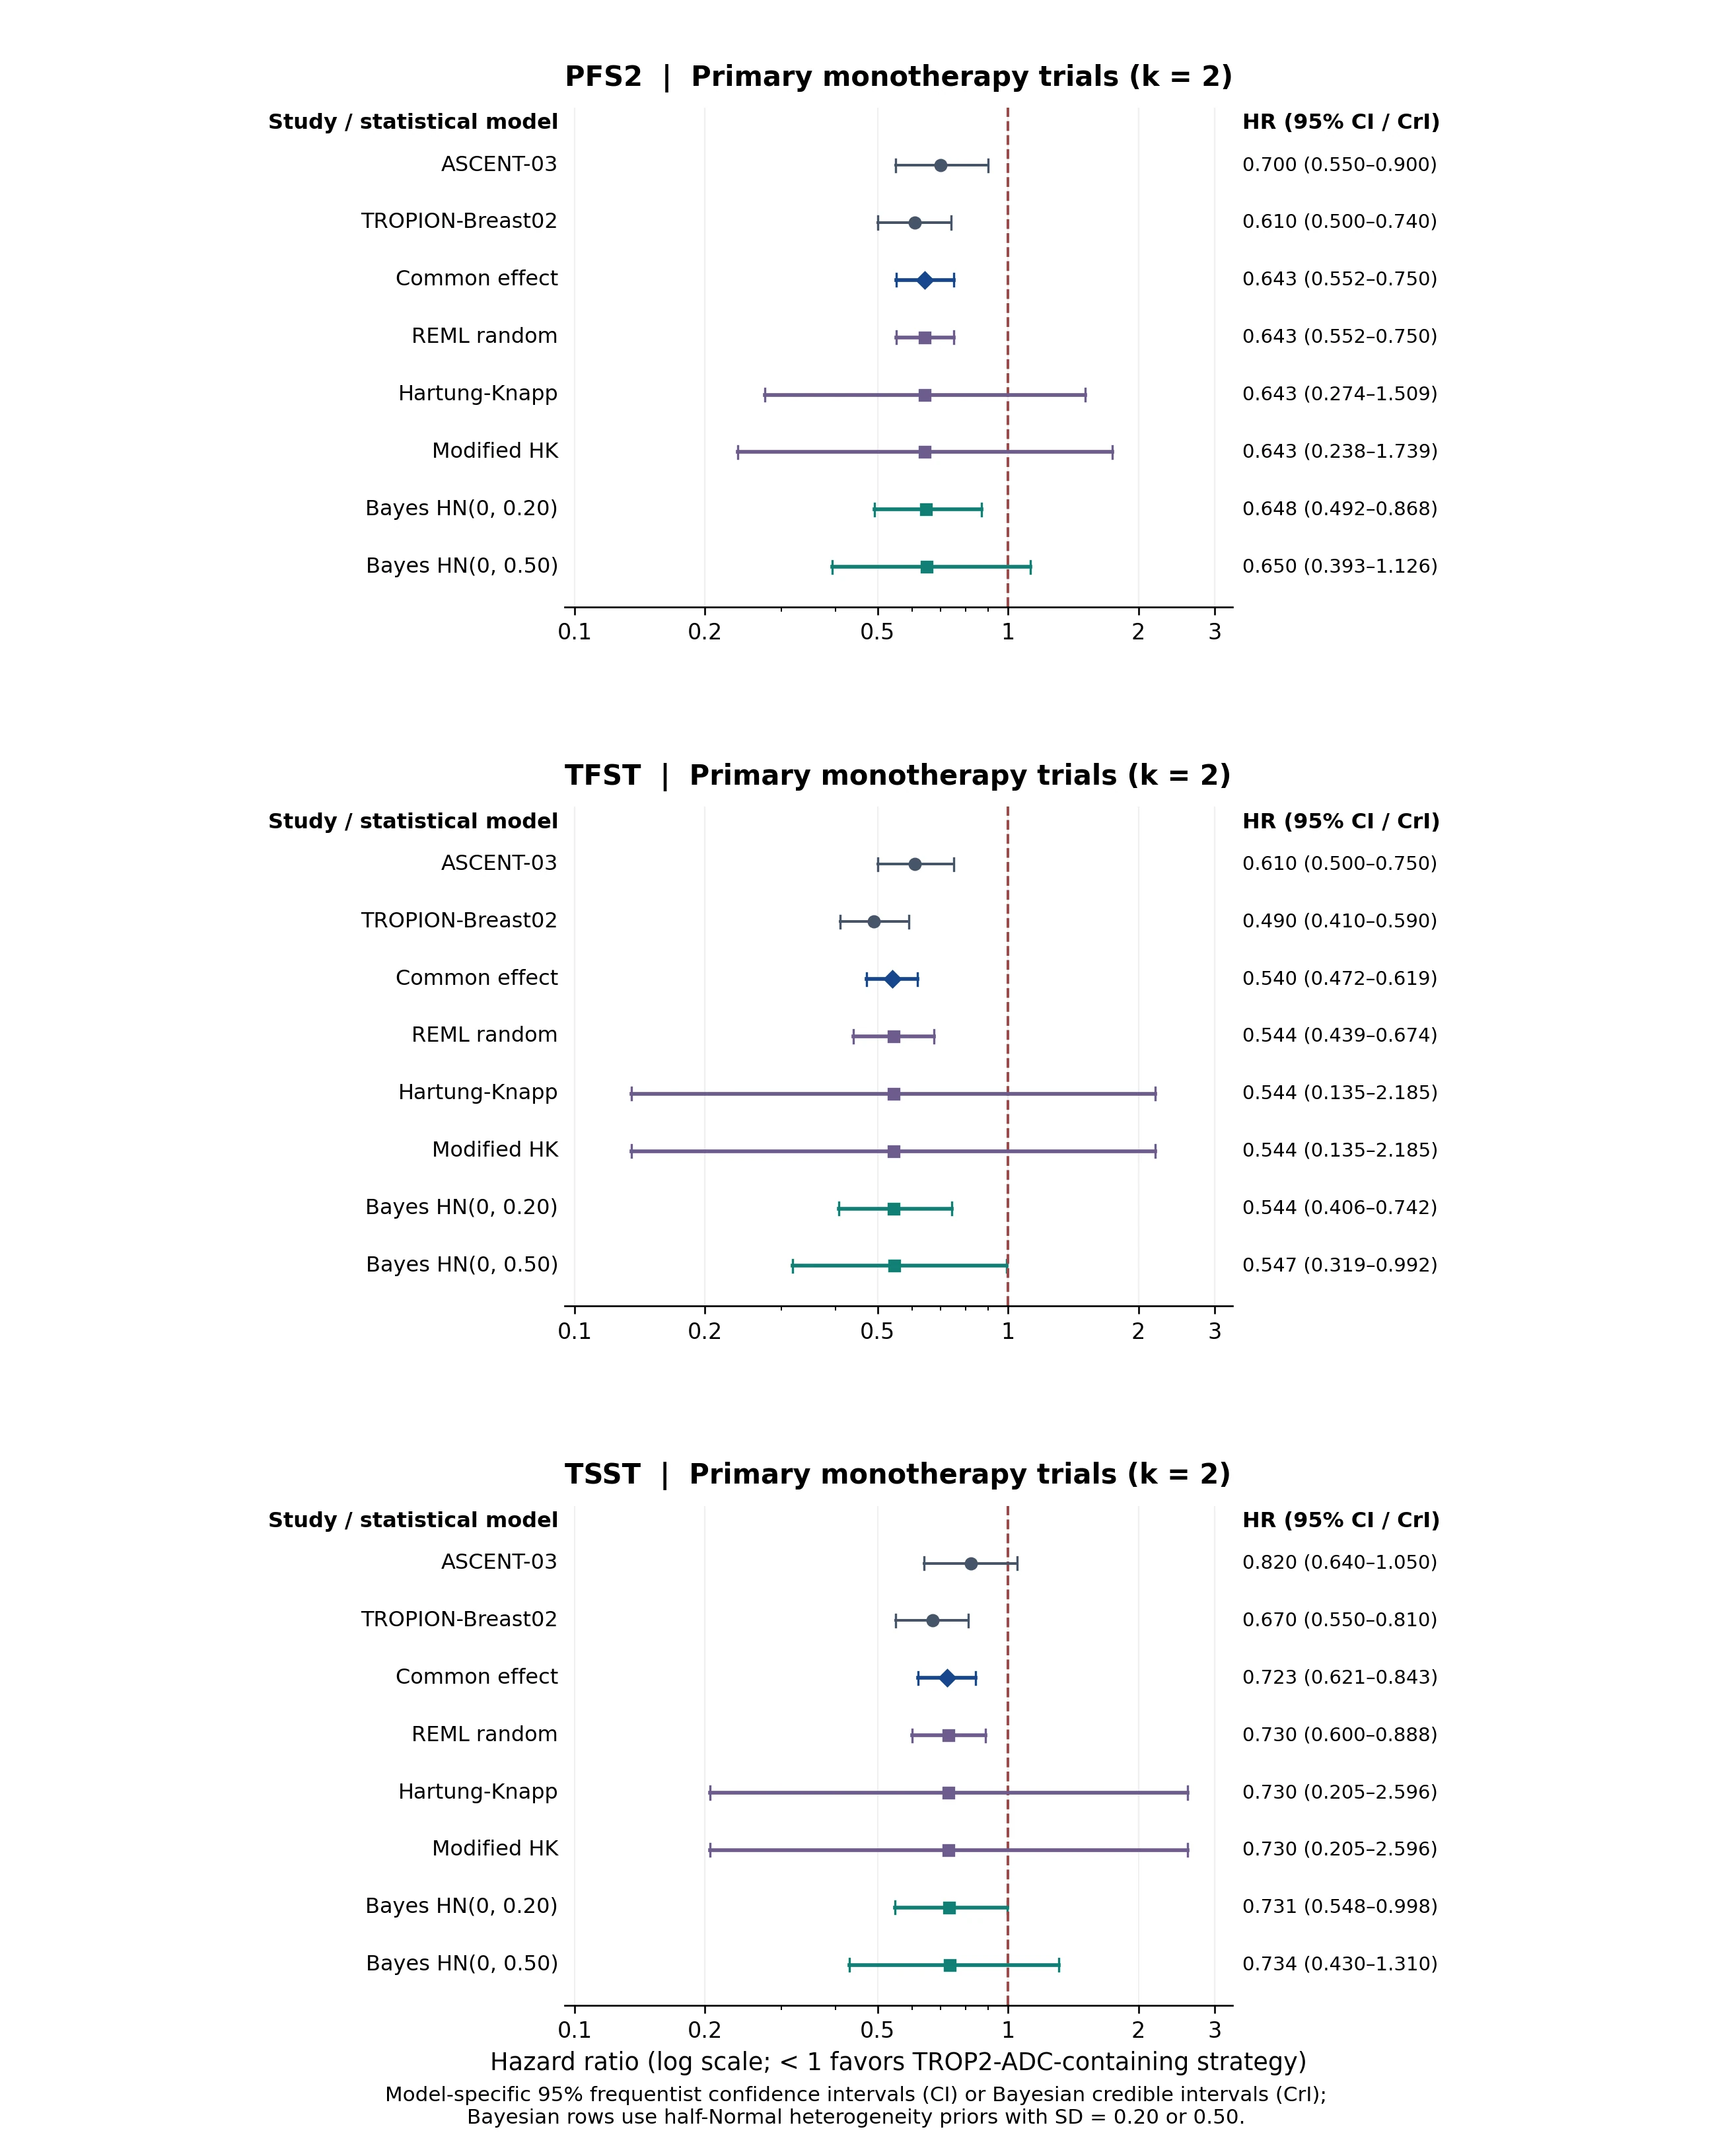 PFS2 | Primary monotherapy trials (k = 2)
Study / statistical model HR (95% CI / CrI)
ASCENT-03 0.700 (0.550–0.900)
TROPION-Breast02 0.610 (0.500–0.740)
Common effect 0.643 (0.552–0.750)
REML random 0.643 (0.552–0.750)
Hartung-Knapp 0.643 (0.274–1.509)
Modified HK 0.643 (0.238–1.739)
Bayes HN(0, 0.20) 0.648 (0.492–0.868)
Bayes HN(0, 0.50) 0.650 (0.393–1.126)
0.1 0.2 0.5 1 2 3
TFST | Primary monotherapy trials (k = 2)
Study / statistical model HR (95% CI / CrI)
ASCENT-03 0.610 (0.500–0.750)
TROPION-Breast02 0.490 (0.410–0.590)
Common effect 0.540 (0.472–0.619)
REML random 0.544 (0.439–0.674)
Hartung-Knapp 0.544 (0.135–2.185)
Modified HK 0.544 (0.135–2.185)
Bayes HN(0, 0.20) 0.544 (0.406–0.742)
Bayes HN(0, 0.50) 0.547 (0.319–0.992)
0.1 0.2 0.5 1 2 3
TSST | Primary monotherapy trials (k = 2)
Study / statistical model HR (95% CI / CrI)
ASCENT-03 0.820 (0.640–1.050)
TROPION-Breast02 0.670 (0.550–0.810)
Common effect 0.723 (0.621–0.843)
REML random 0.730 (0.600–0.888)
Hartung-Knapp 0.730 (0.205–2.596)
Modified HK 0.730 (0.205–2.596)
Bayes HN(0, 0.20) 0.731 (0.548–0.998)
Bayes HN(0, 0.50) 0.734 (0.430–1.310)
0.1 0.2 0.5 1 2 3
Hazard ratio (log scale; < 1 favors TROP2-ADC-containing strategy)
Model-specific 95% frequentist confidence intervals (CI) or Bayesian credible intervals (CrI);
Bayesian rows use half-Normal heterogeneity priors with SD = 0.20 or 0.50.